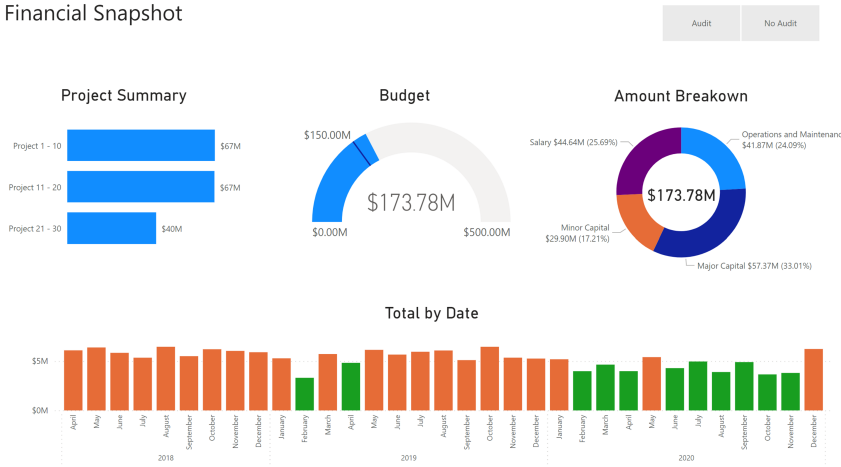 Financial Snapshot
Audit
No Audit
Project Summary
Project 1 - 10
$67M
Project 11 - 20
$67M
Project 21 - 30
$40M
Budget
$150.00M
$173.78M
$0.00M
$500.00M
Amount Breakown
Salary $44.64M (25.69%)
Operations and Maintenanc
$41.87M (24.09%)
$173.78M
Minor Capital
$29.90M (17.21%)
Major Capital $57.37M (33.01%)
Total by Date
$5M
$0M
April
May
June
July
August
September
October
November
December
January
February
March
April
May
June
July
August
September
October
November
December
January
February
March
April
May
June
July
August
September
October
November
December
2018
2019
2020